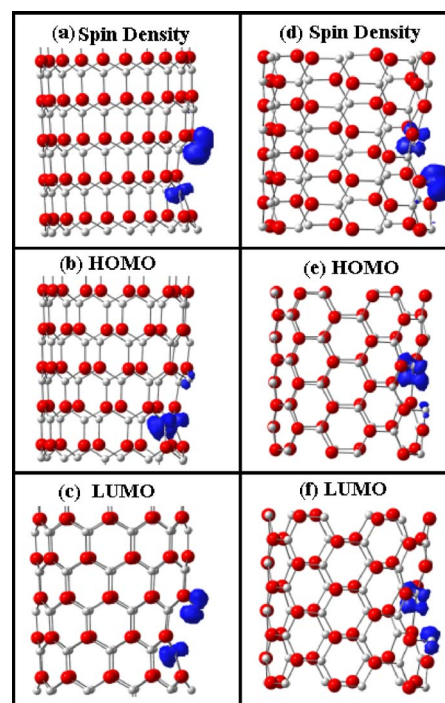 (a) Spin Density
(d) Spin Density
(b) HOMO
(e) HOMO
(c) LUMO
(f) LUMO